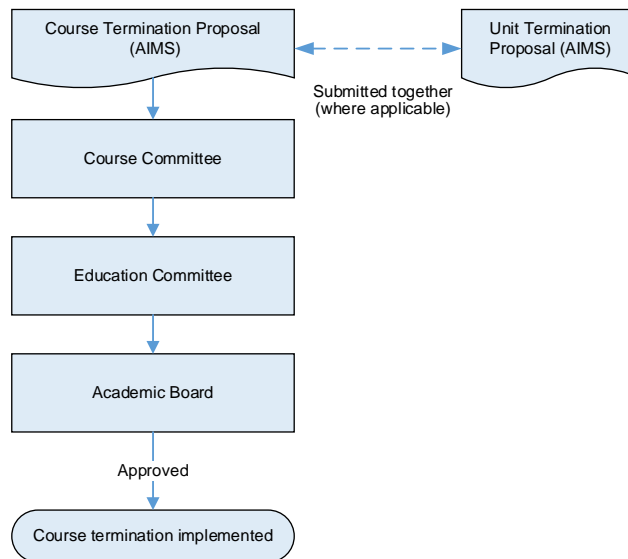 Course Termination Proposal
(AIMS)
Unit Termination
Proposal (AIMS)
Submitted together
(where applicable)
Course Committee
Education Committee
Academic Board
Approved
Course termination implemented